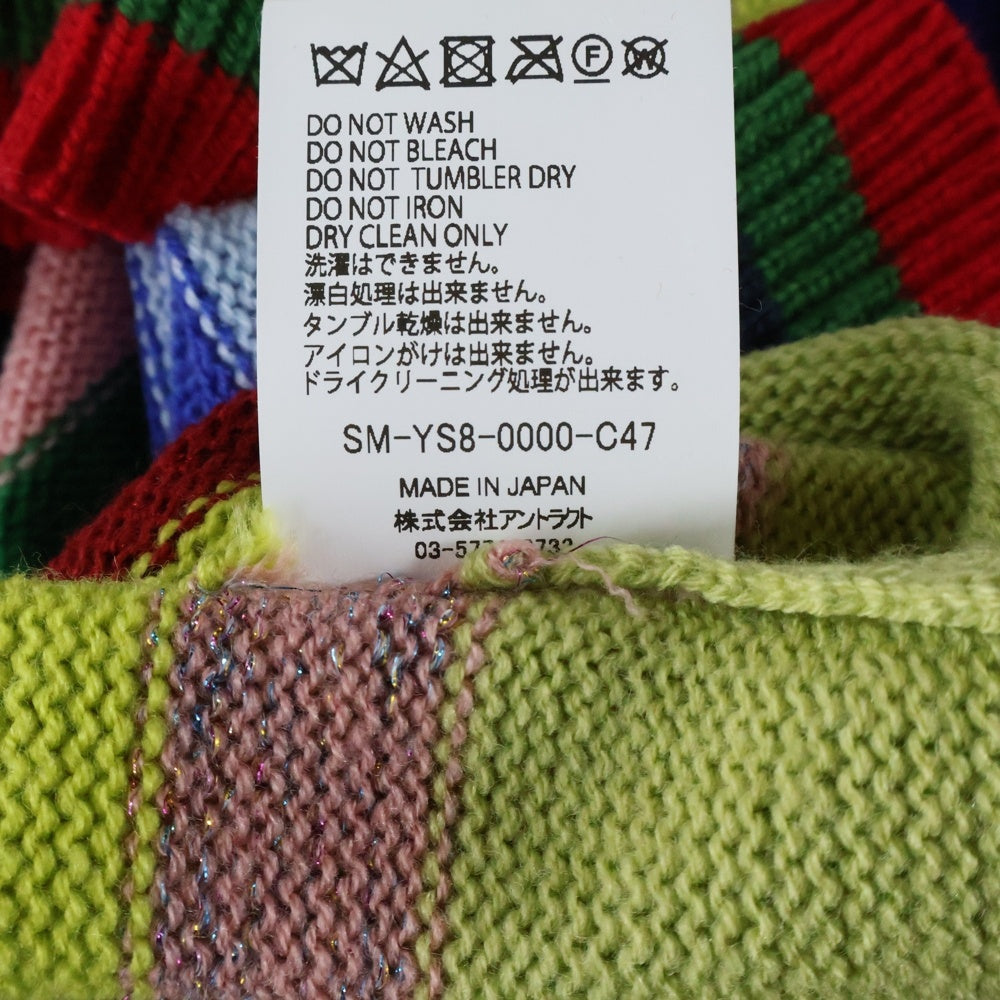 DO NOT WASH
DO NOT BLEACH
DO NOT TUMBLER DRY
DO NOT IRON
DRY CLEAN ONLY
洗濯はできません。
漂白処理は出来ません。
タンブル乾燥は出来ません。
アイロンがけは出来ません。
ドライクリーニング処理が出来ます。
SM-YS8-0000-C47
MADE IN JAPAN
株式会社アントラクト